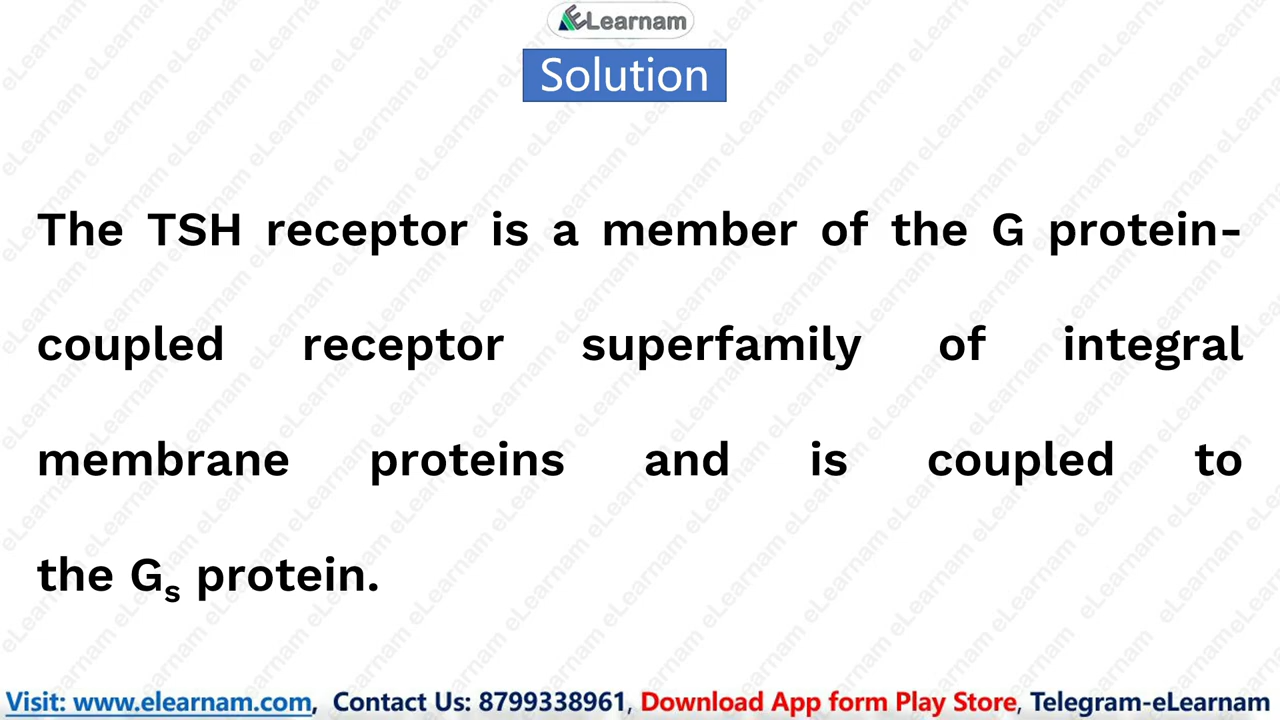 eLearnam
Solution
The TSH receptor is a member of the G protein-
coupled receptor superfamily of integral
membrane proteins and is coupled to
the Gs protein.
Visit: www.elearnam.com, Contact Us: 8799338961, Download App form Play Store, Telegram-eLearnam